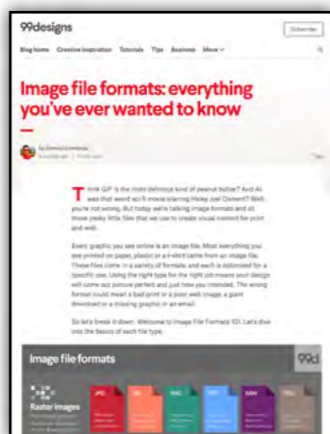 99designs
Subscribe
Blog home Creative inspiration Tutorials Tips Business More
Image file formats: everything
you've ever wanted to know
by
Think GIF is the most delicious kind of peanut butter? And AI
was that weird sci-fi movie starring Haley Joel Osment? Well
you're not wrong. But today we're talking image formats and all
those pesky little files that we use to create visual content for print
and web.
Every graphic you see online is an image file. Most everything you
see printed on paper, plastic or a t-shirt came from an image file.
These files come in a variety of formats, and each is optimized for a
specific use. Using the right type for the right job means your design
will come out picture perfect and just how you intended. The wrong
format could mean a bad print or a poor web image, a giant
download or a missing graphic in an email.
So let's break it down. Welcome to Image File Formats 101. Let's dive
into the basics of each file type.
Image file formats
99d
Raster images
JPG
GIF
PNG
TIFF
RAW
PSD